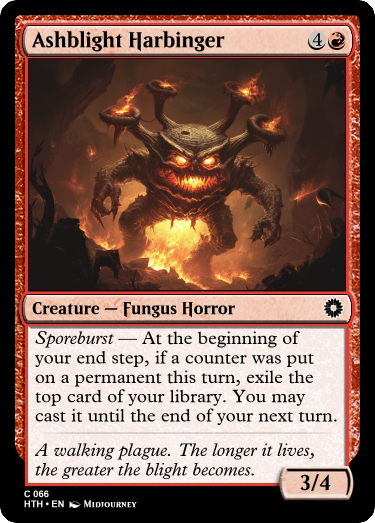 Ashblight Harbinger 4
Creature — Fungus Horror
Sporeburst — At the beginning of
your end step, if a counter was put
on a permanent this turn, exile the
top card of your library. You may
cast it until the end of your next turn.
A walking plague. The longer it lives,
the greater the blight becomes.
3/4
C 066
HTH • EN Midjourney